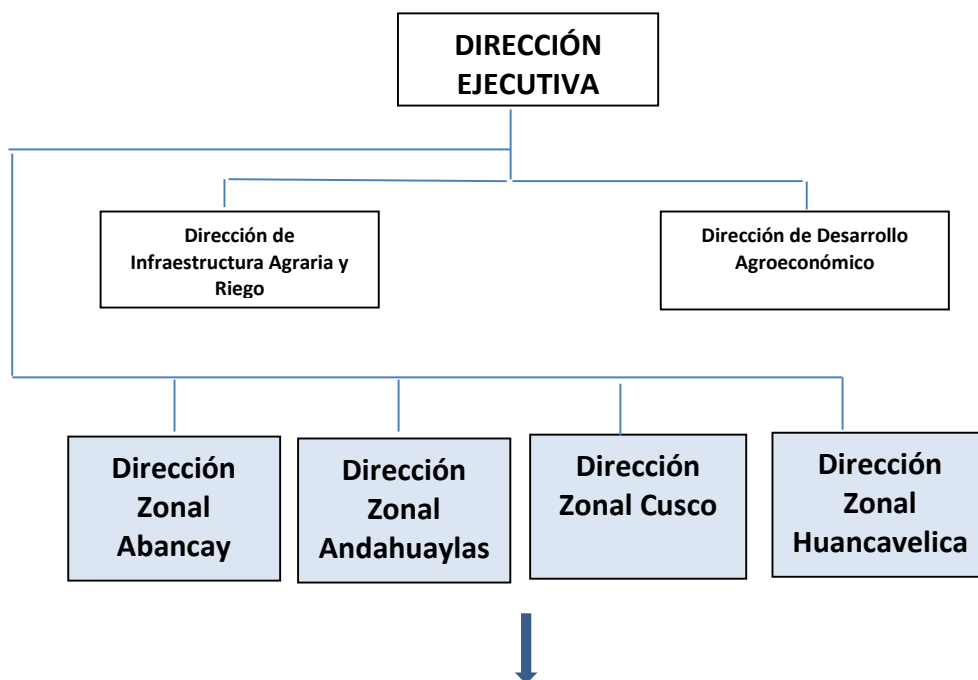 DIRECCIÓN
EJECUTIVA
Dirección de
Infraestructura Agraria y
Riego
Dirección de Desarrollo
Agroeconómico
Dirección
Zonal
Abancay
Dirección
Zonal
Andahuaylas
Dirección
Zonal Cusco
Dirección
Zonal
Huancavelica